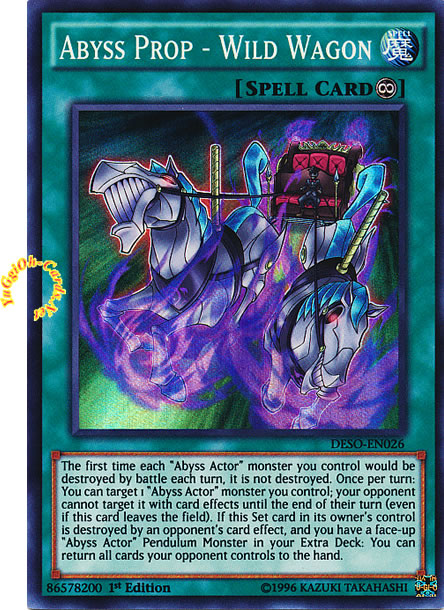 Abyss Prop - Wild Wagon
[Spell Card]
YuGgiOh-Cards.Net
DESO-EN026
The first time each "Abyss Actor" monster you control would be
destroyed by battle each turn, it is not destroyed. Once per turn:
You can target 1 "Abyss Actor" monster you control; your opponent
cannot target it with card effects until the end of their turn (even
if this card leaves the field). If this Set card in its owner's control
is destroyed by an opponent's card effect, and you have a face-up
"Abyss Actor" Pendulum Monster in your Extra Deck: You can
return all cards your opponent controls to the hand.
86578200 1st Edition
©1996 KAZUKI TAKAHASHI